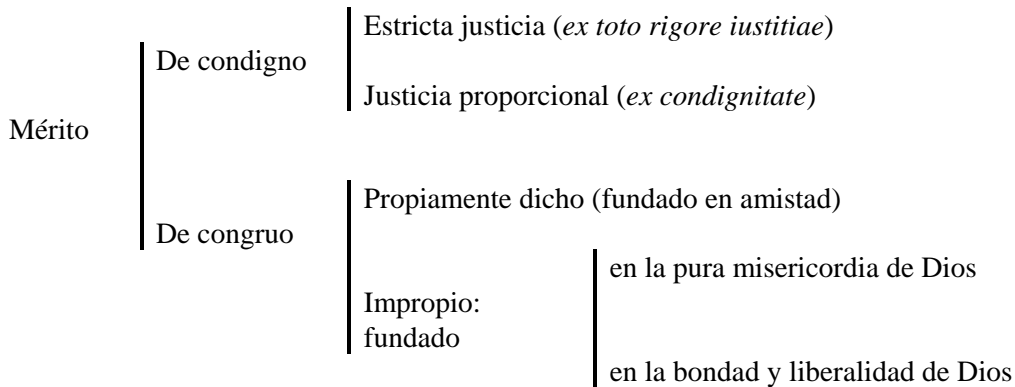 Mérito
De condigno
Estricta justicia (ex toto rigore iustitiae)
Justicia proporcional (ex condignitate)
De congruo
Propiamente dicho (fundado en amistad)
Impropio:
fundado
en la pura misericordia de Dios
en la bondad y liberalidad de Dios